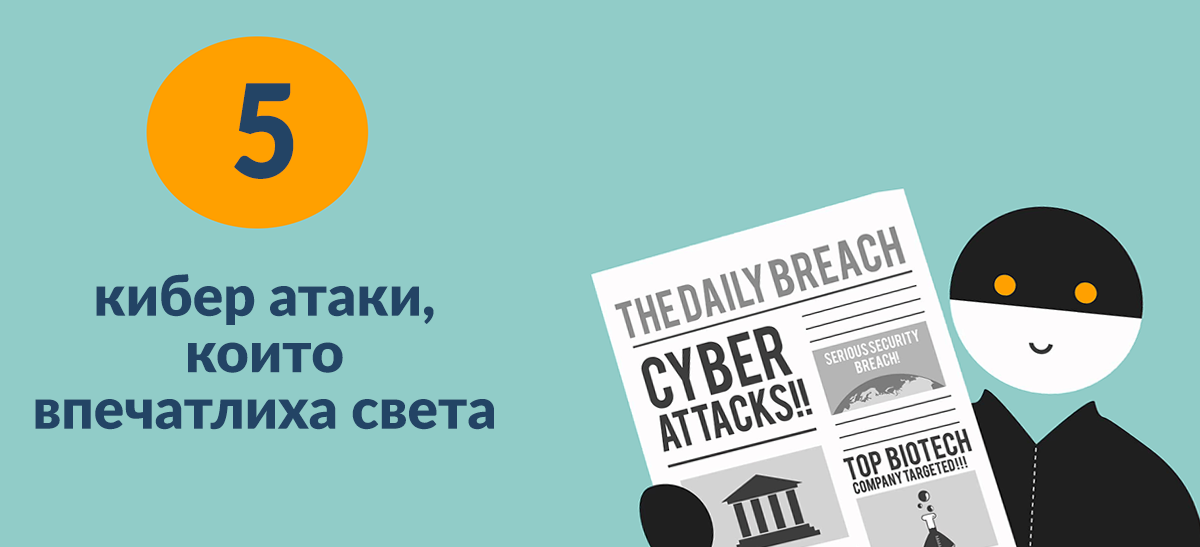 5
кибер атаки,
които
впечатлиха света
THE DAILY BREACH
CYBER
ATTACKS!!
SERIOUS SECURITY
BREACH!
TOP BIOTECH
COMPANY TARGETED!!!